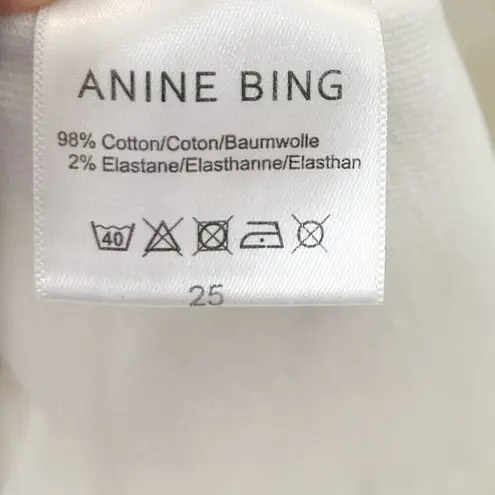 ANINE BING
98% Cotton/Coton/Baumwolle
2% Elastane/Elasthanne/Elasthan
40
25